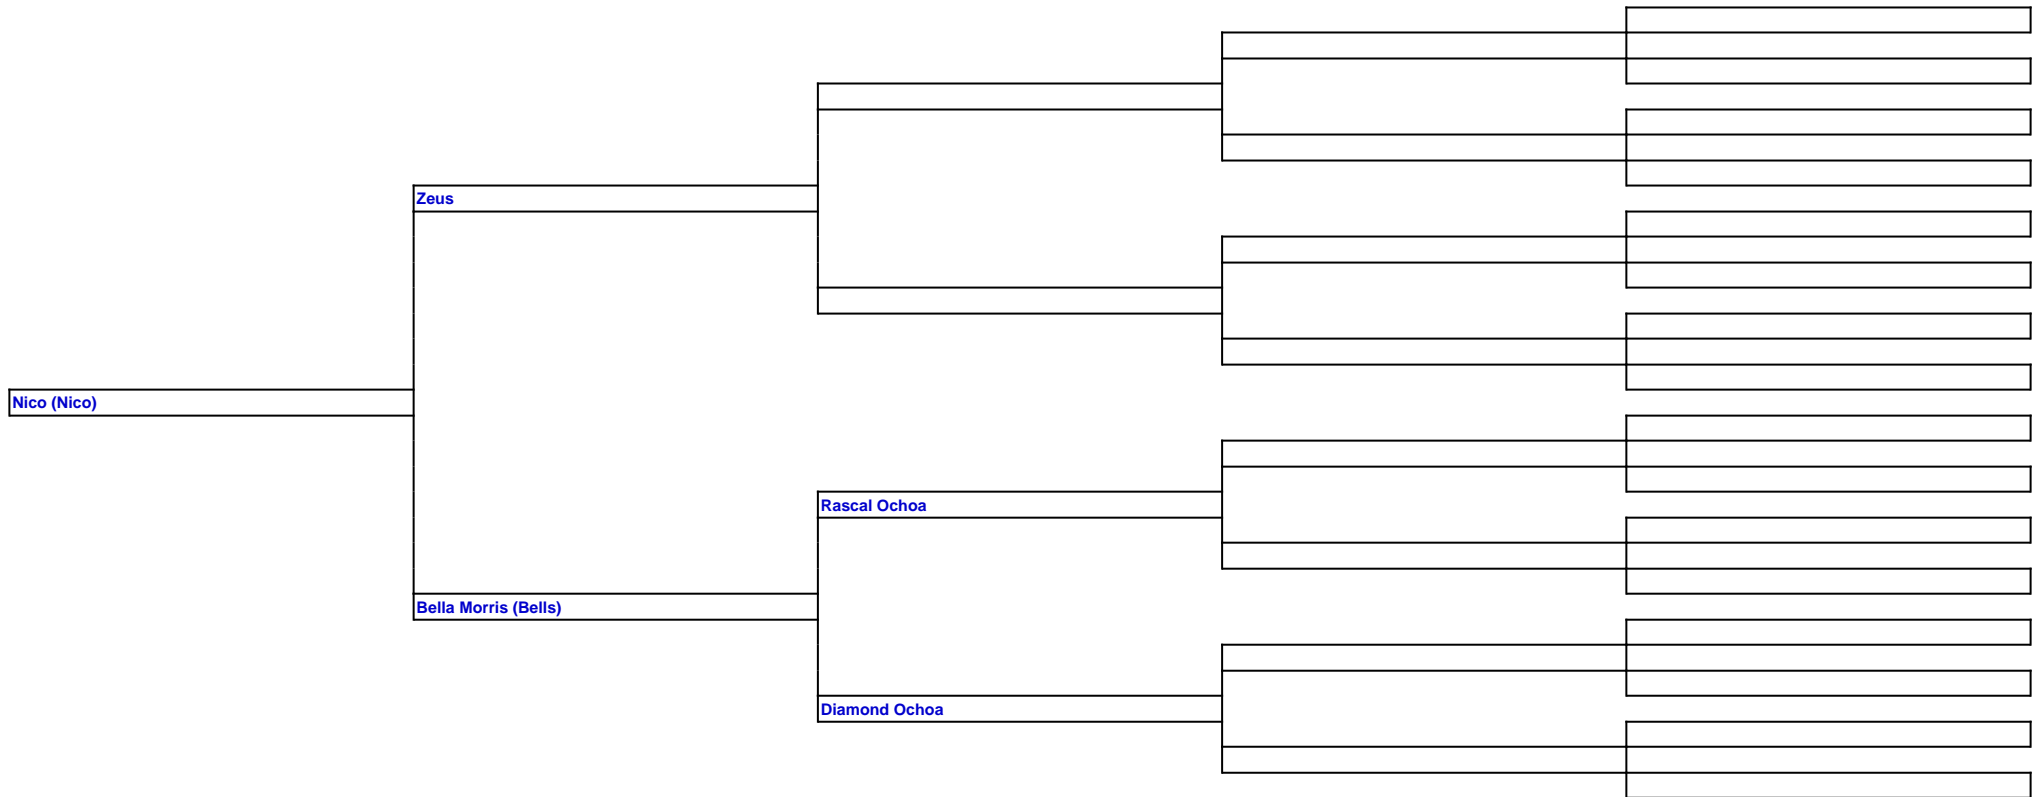 Zeus
Nico (Nico)
Rascal Ochoa
Bella Morris (Bells)
Diamond Ochoa